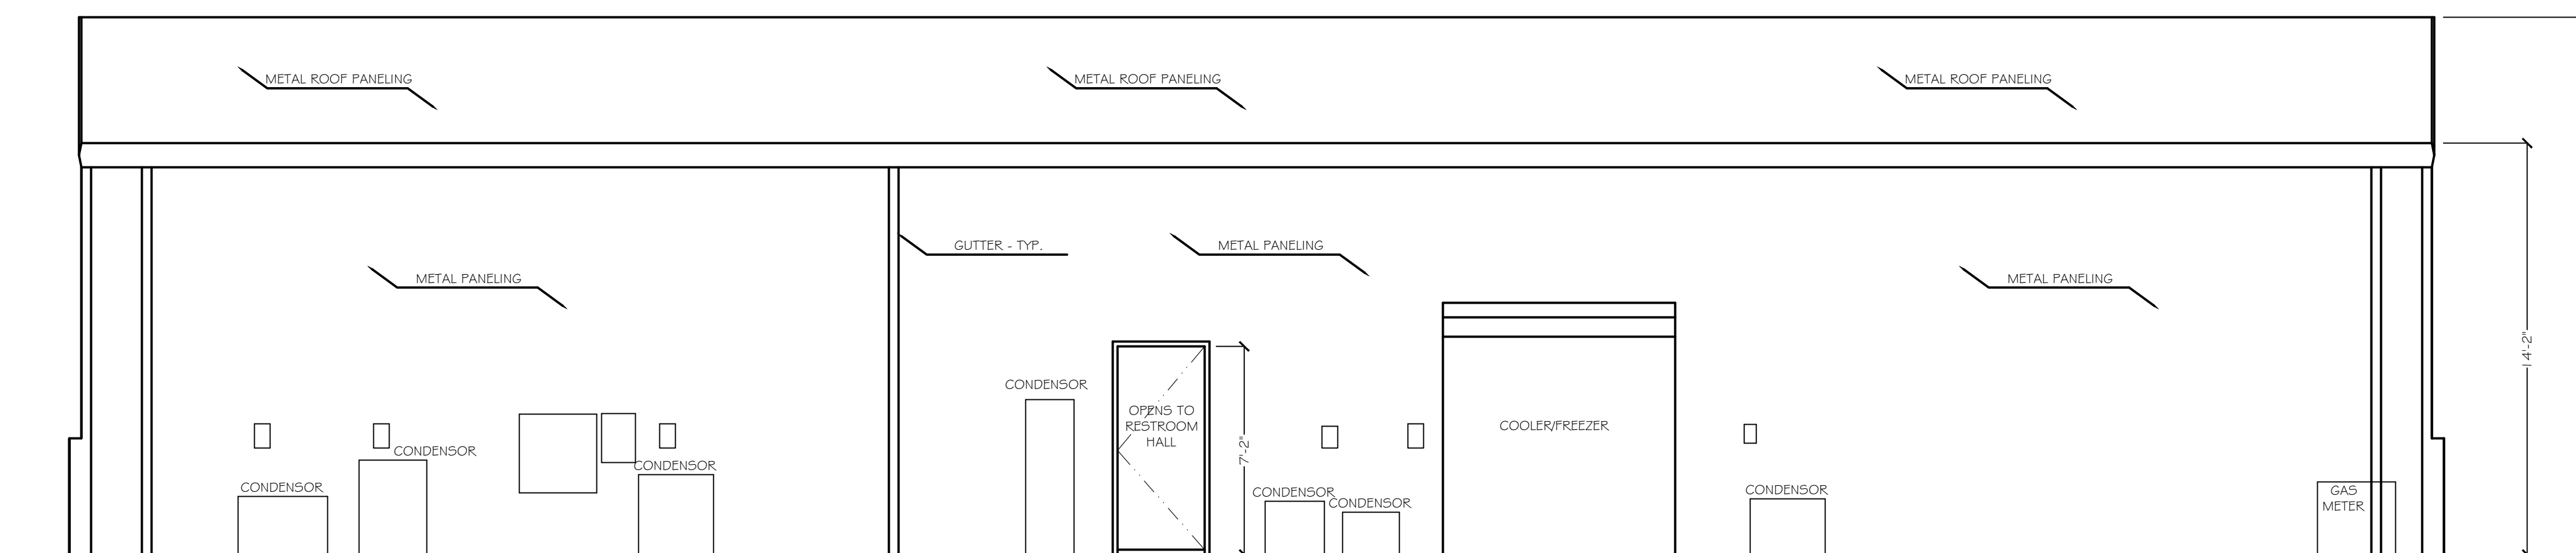 METAL ROOF PANELING
METAL ROOF PANELING
METAL ROOF PANELING
GUTTER - TYP.
METAL PANELING
METAL PANELING
METAL PANELING
14'-2"
CONDENSOR
OPENS TO
RESTROOM
HALL
7'-2"
COOLER/FREEZER
CONDENSOR
CONDENSOR
CONDENSOR
CONDENSOR
CONDENSOR
CONDENSOR
GAS
METER